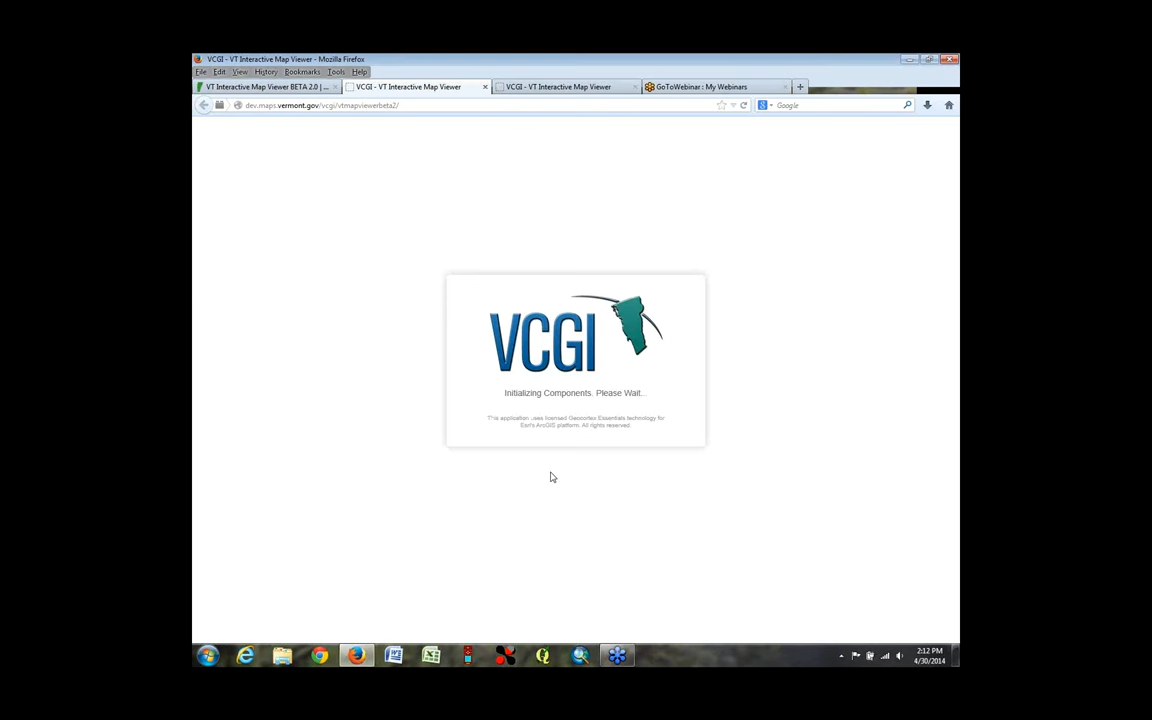 VCGI - VT Interactive Map Viewer - Mozilla Firefox
File Edit View History Bookmarks Tools Help
VT Interactive Map Viewer BETA 2.0 | ... × VCGI - VT Interactive Map Viewer × VCGI - VT Interactive Map Viewer × GoToWebinar : My Webinars × +
dev.maps.vermont.gov/vcgi/vtmapviewerbeta2/ Google
VCGI
Initializing Components. Please Wait...
This application uses licensed Geocortex Essentials technology for
Esri's ArcGIS platform. All rights reserved.
2:12 PM
4/30/2014